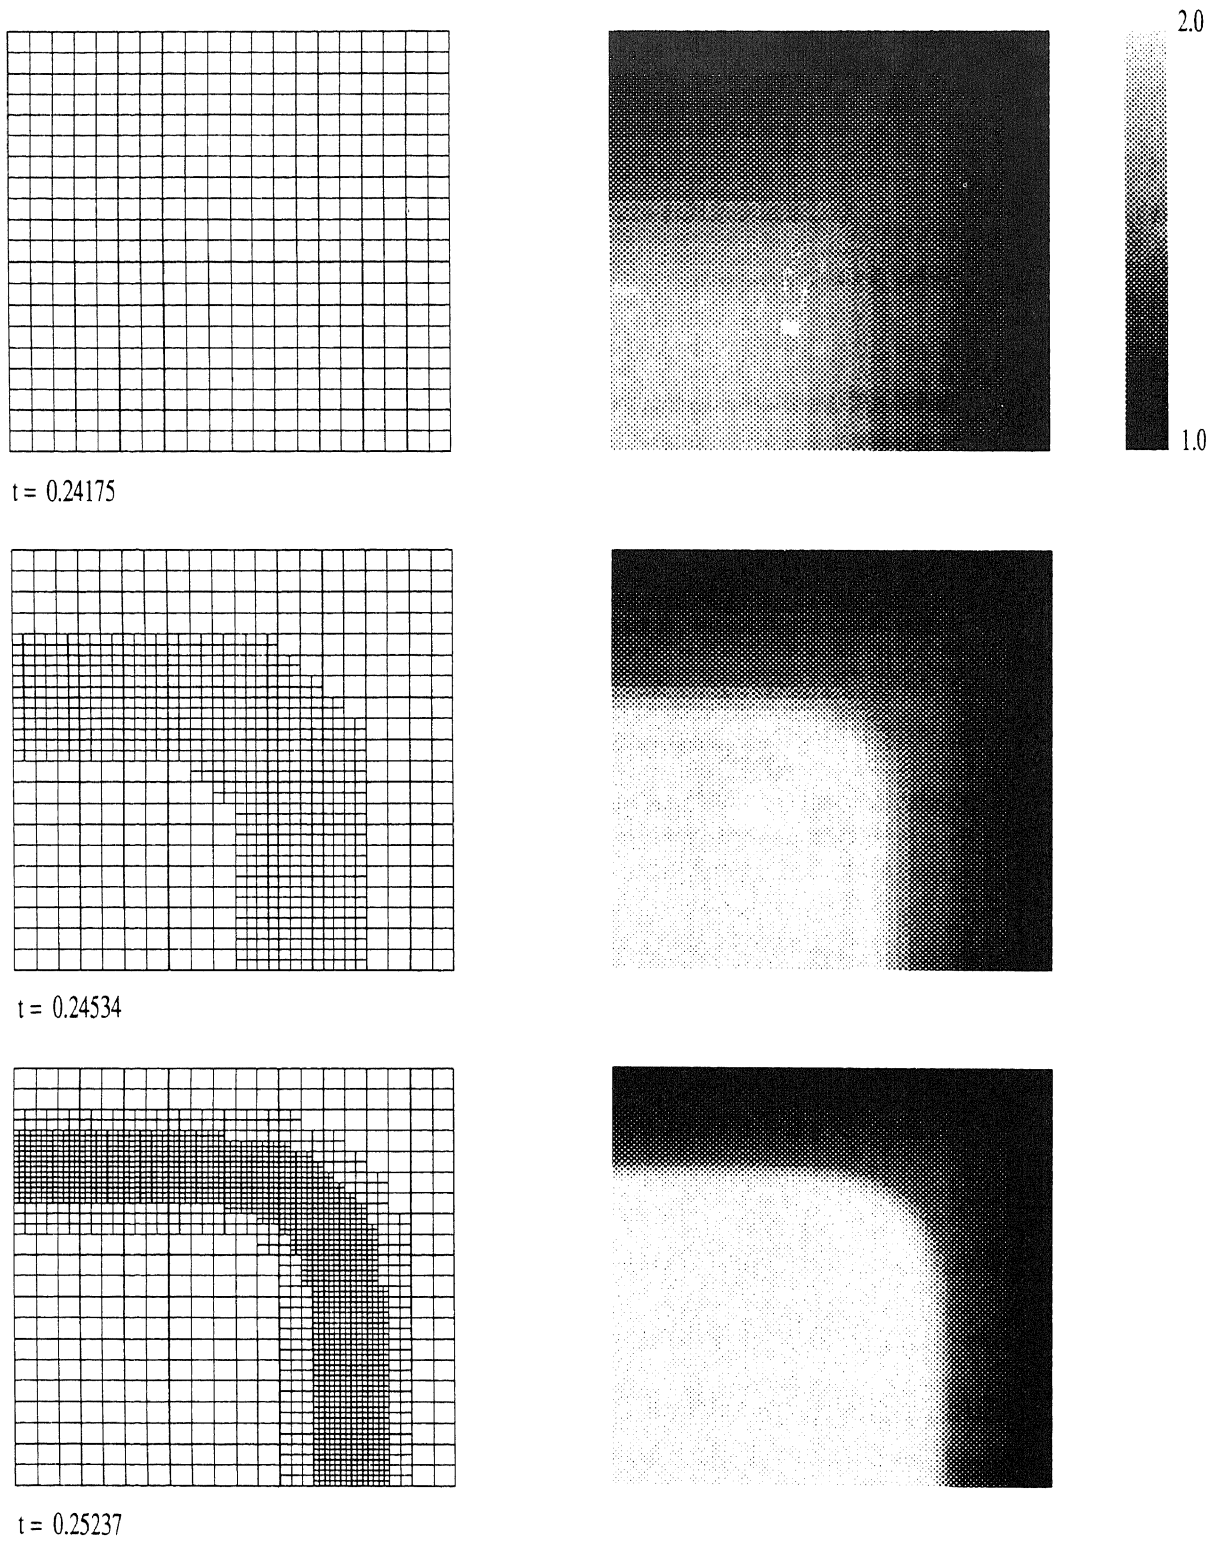 2.0
1.0
t = 0.24175
t = 0.24534
t = 0.25237